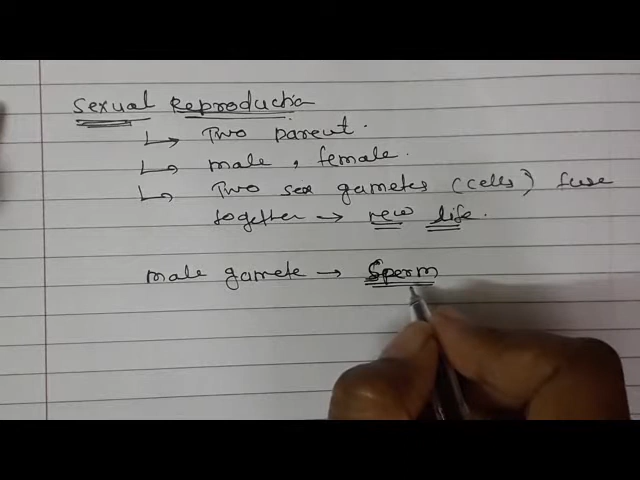 Sexual Reproduction
↳ Two parent.
↳ male, female.
↳ Two sex gametes (cells) fuse
together → new life.
male gamete → Sperm